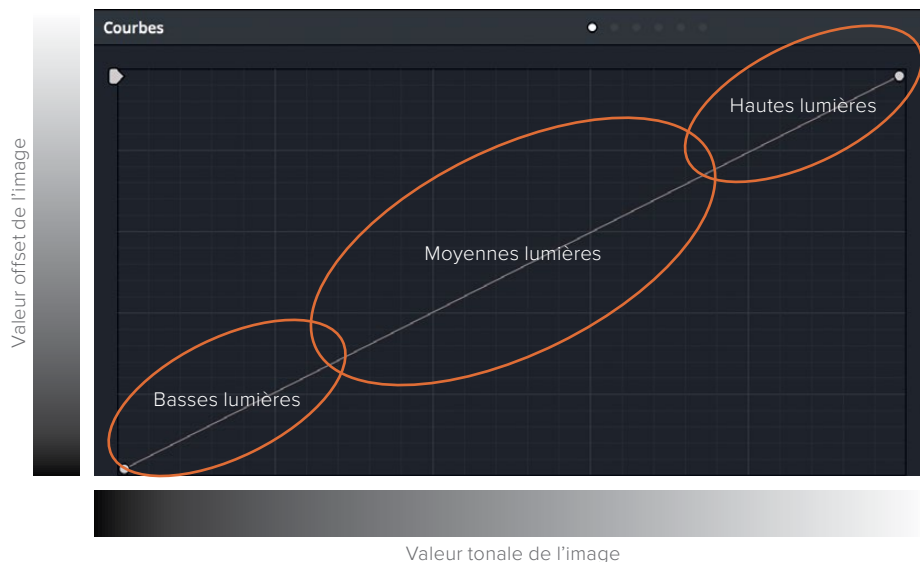 Courbes
Hautes lumières
Moyennes lumières
Basses lumières
Valeur offset de l’image
Valeur tonale de l’image